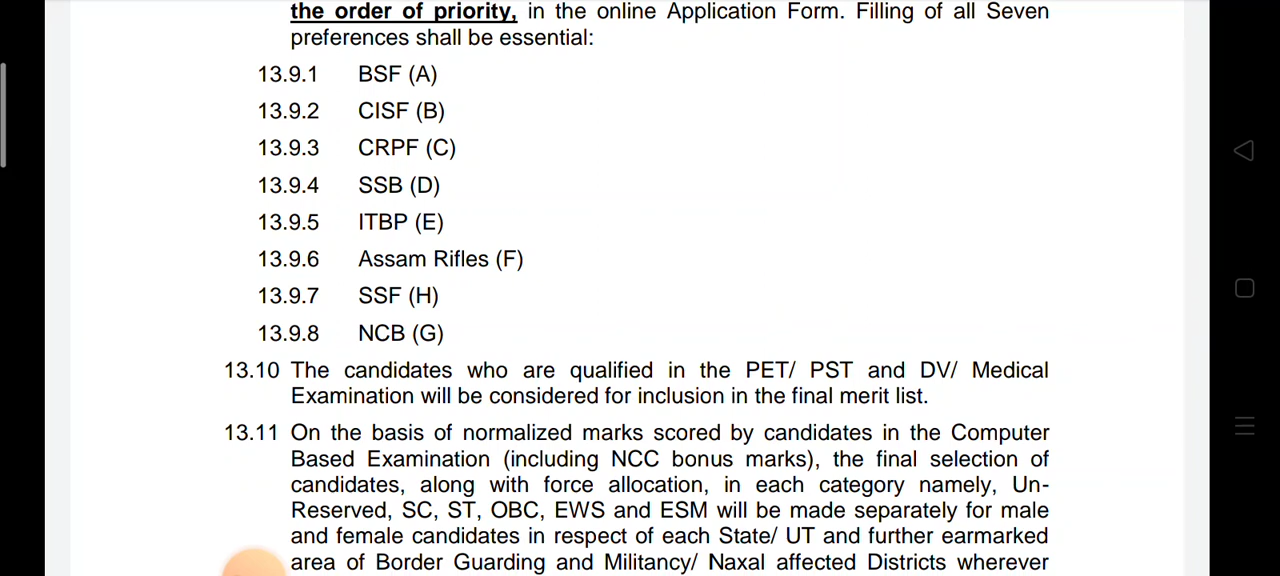 the order of priority, in the online Application Form. Filling of all Seven
preferences shall be essential:
13.9.1 BSF (A)
13.9.2 CISF (B)
13.9.3 CRPF (C)
13.9.4 SSB (D)
13.9.5 ITBP (E)
13.9.6 Assam Rifles (F)
13.9.7 SSF (H)
13.9.8 NCB (G)
13.10 The candidates who are qualified in the PET/ PST and DV/ Medical
Examination will be considered for inclusion in the final merit list.
13.11 On the basis of normalized marks scored by candidates in the Computer
Based Examination (including NCC bonus marks), the final selection of
candidates, along with force allocation, in each category namely, Un-
Reserved, SC, ST, OBC, EWS and ESM will be made separately for male
and female candidates in respect of each State/ UT and further earmarked
area of Border Guarding and Militancy/ Naxal affected Districts wherever